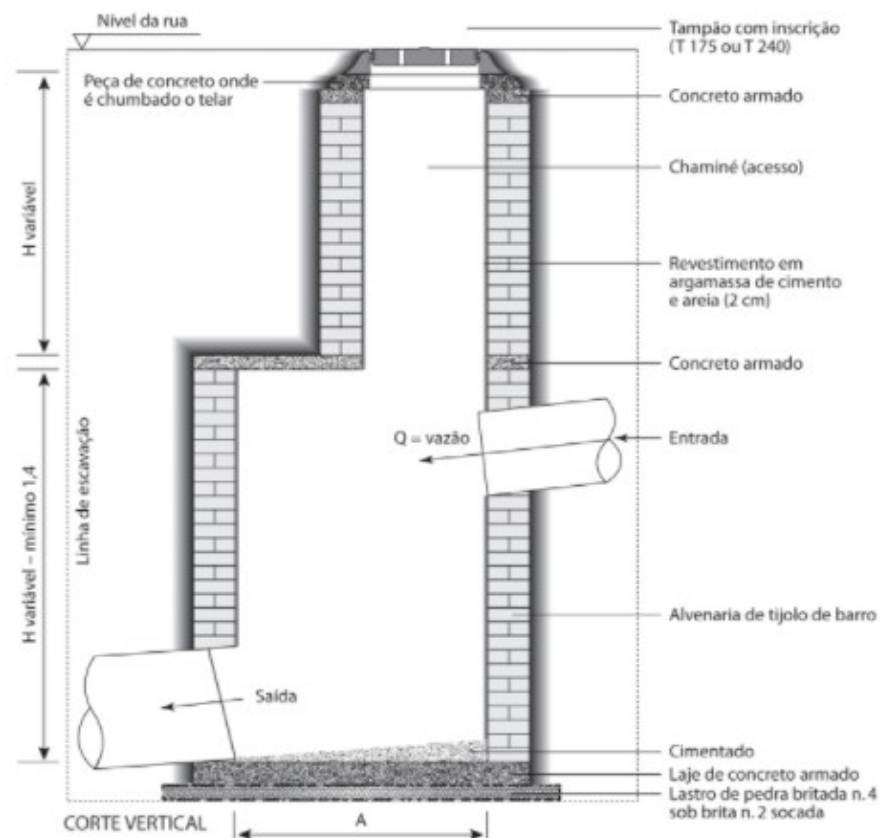 Nível da rua
Tampão com inscrição
(T 175 ou T 240)
Peça de concreto onde
é chumbado o telar
Concreto armado
Chaminé (acesso)
H variável
Revestimento em
argamassa de cimento
e areia (2 cm)
Concreto armado
Q = vazão
Entrada
Linha de escavação
H variável – mínimo 1,4
Alvenaria de tijolo de barro
Saída
Cimentado
Laje de concreto armado
Lastro de pedra britada n. 4
sob brita n. 2 socada
CORTE VERTICAL
A